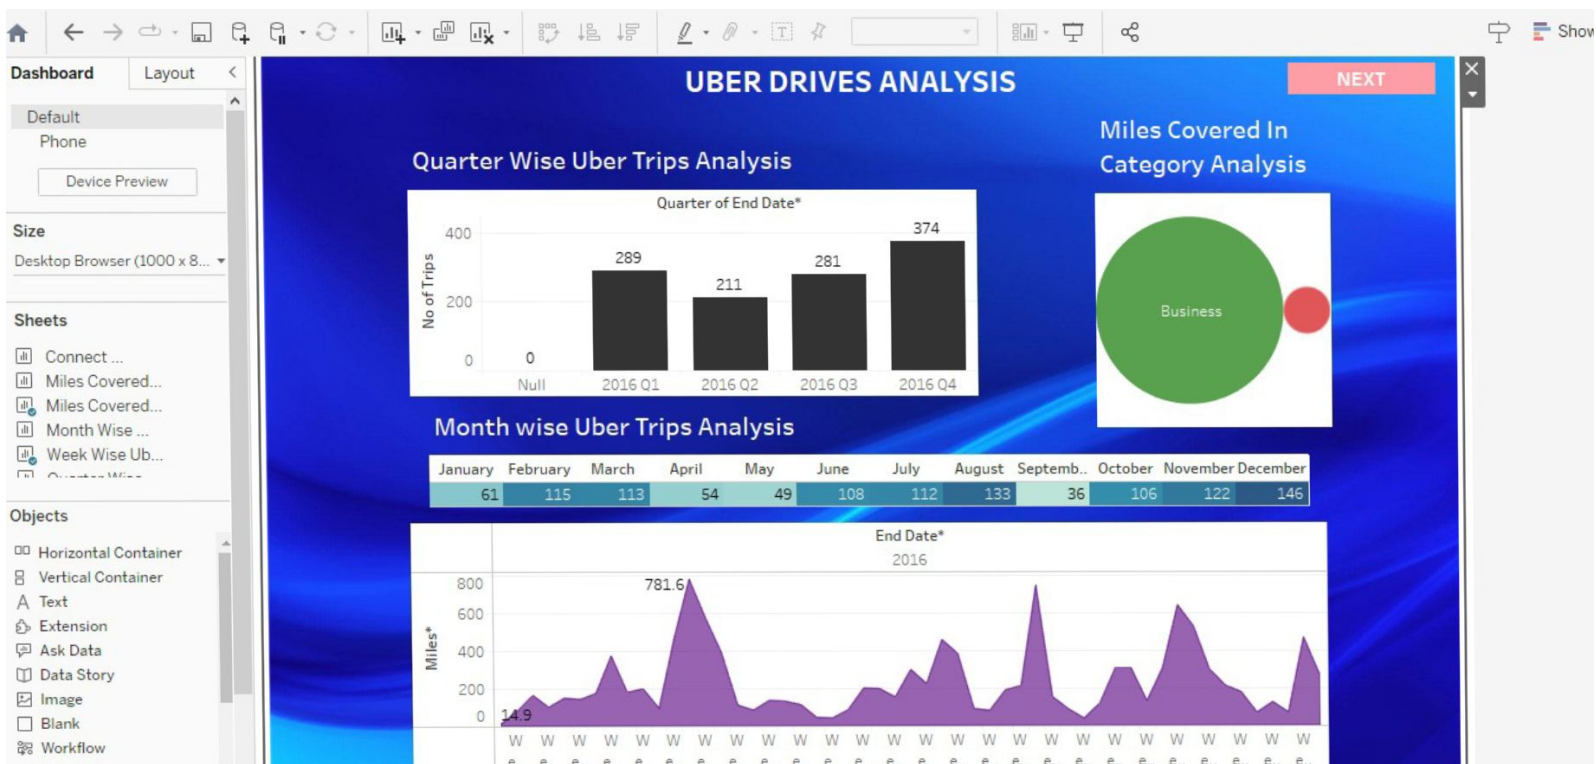 Show
Dashboard
Layout
Default
Phone
Device Preview
Size
Desktop Browser (1000 x 8...
Sheets
Connect ...
Miles Covered...
Miles Covered...
Month Wise ...
Week Wise Ub...
Objects
Horizontal Container
Vertical Container
A Text
Extension
Ask Data
Data Story
Image
Blank
Workflow
UBER DRIVES ANALYSIS
NEXT
Quarter Wise Uber Trips Analysis
Quarter of End Date*
No of Trips
400
200
0
0
289
211
281
374
Null
2016 Q1
2016 Q2
2016 Q3
2016 Q4
Miles Covered In
Category Analysis
Business
Month wise Uber Trips Analysis
January February March April May June July August Septemb.. October November December
61 115 113 54 49 108 112 133 36 106 122 146
End Date*
2016
Miles*
800
600
400
200
0
781.6
14.9
W W W W W W W W W W W W W W W W W W W W W W W W W W